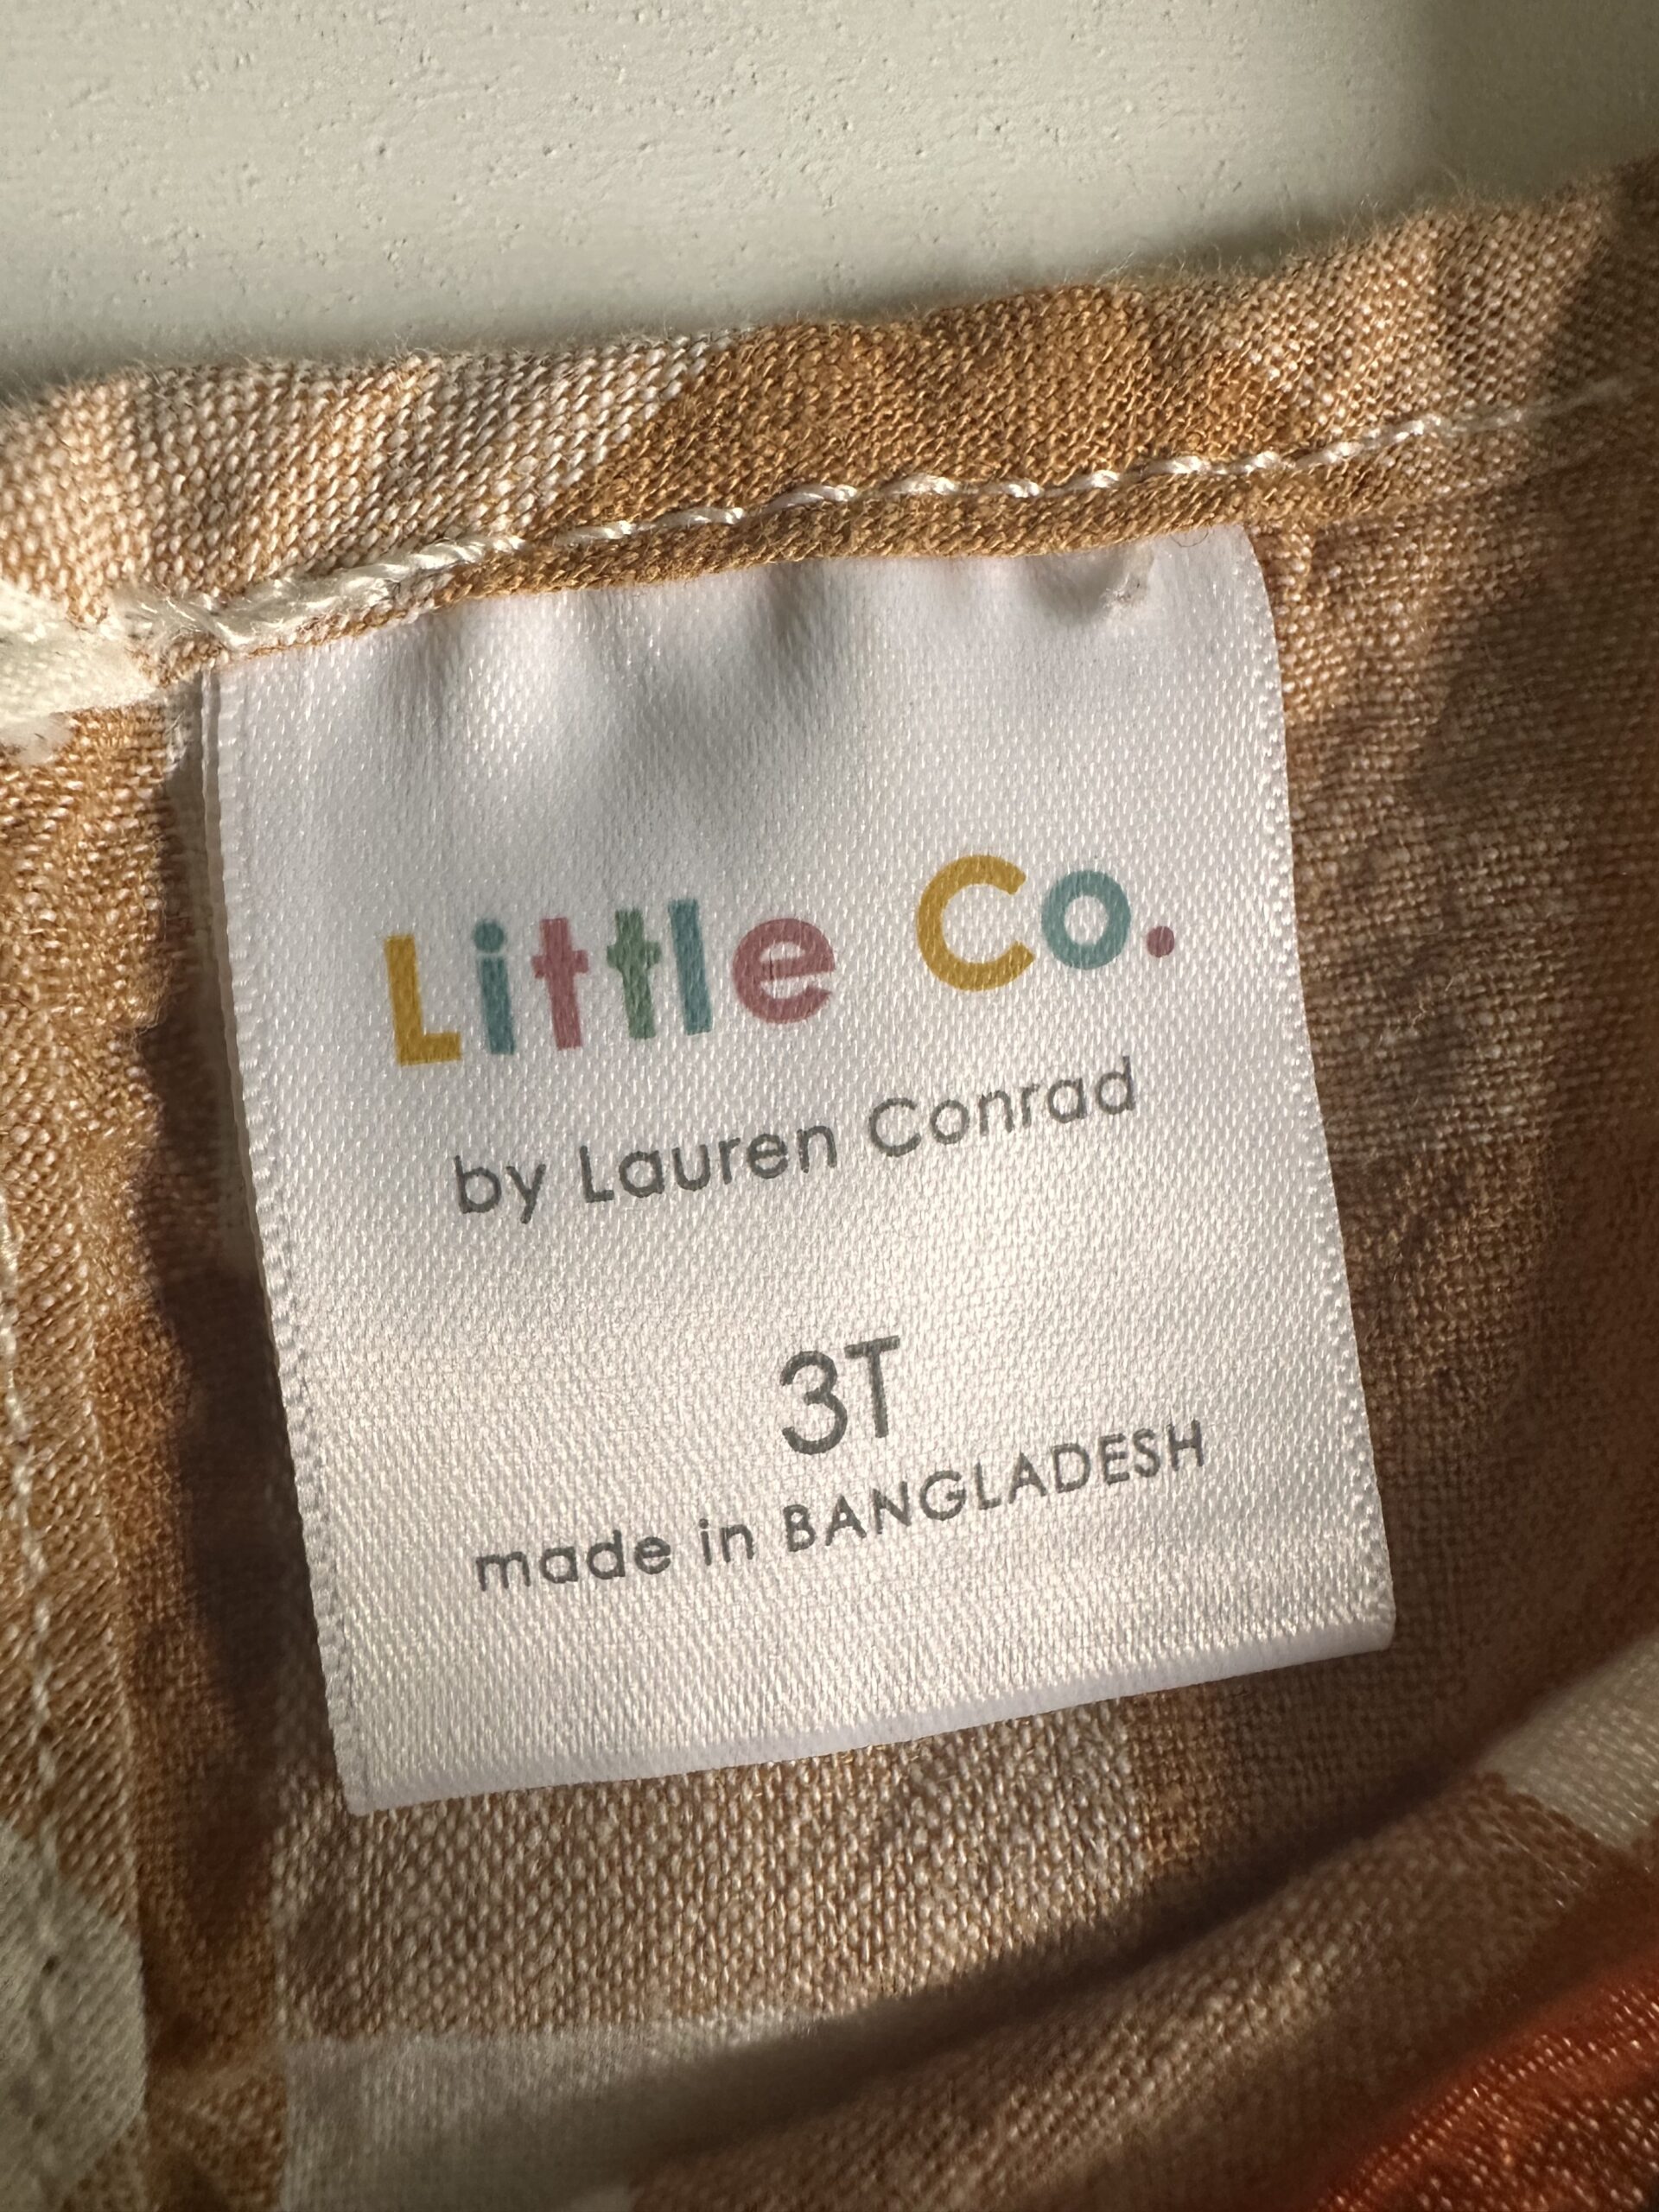 Little Co.
by Lauren Conrad
3T
made in BANGLADESH